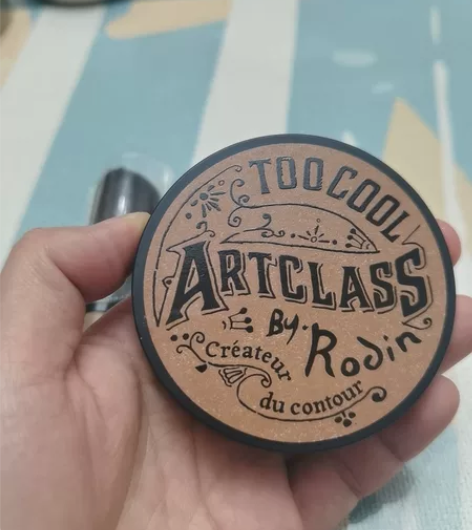 TOO COOL
ARTCLASS
BY. Rodin
Créateur
du contour